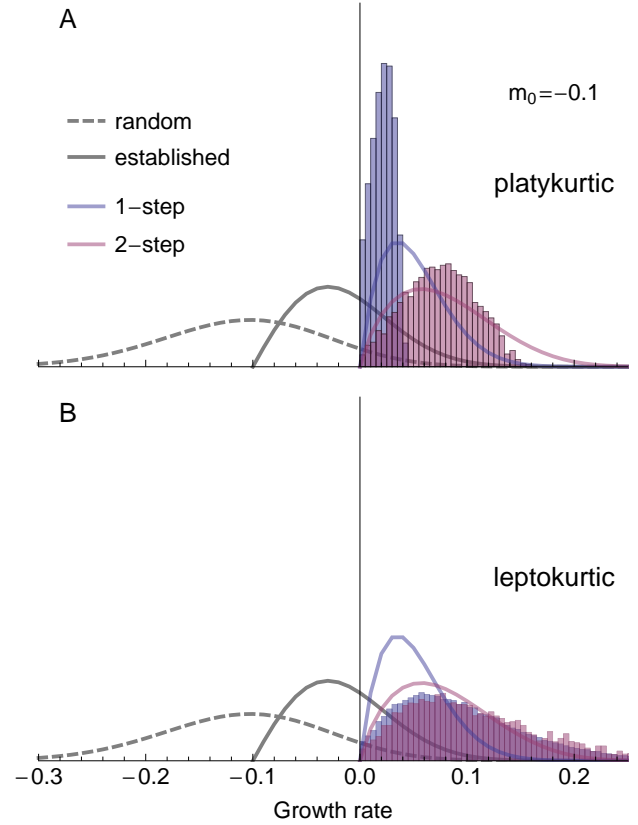 A
m₀=−0.1
random
established
platykurtic
1−step
2−step
B
leptokurtic
−0.3 −0.2 −0.1 0.0 0.1 0.2
Growth rate